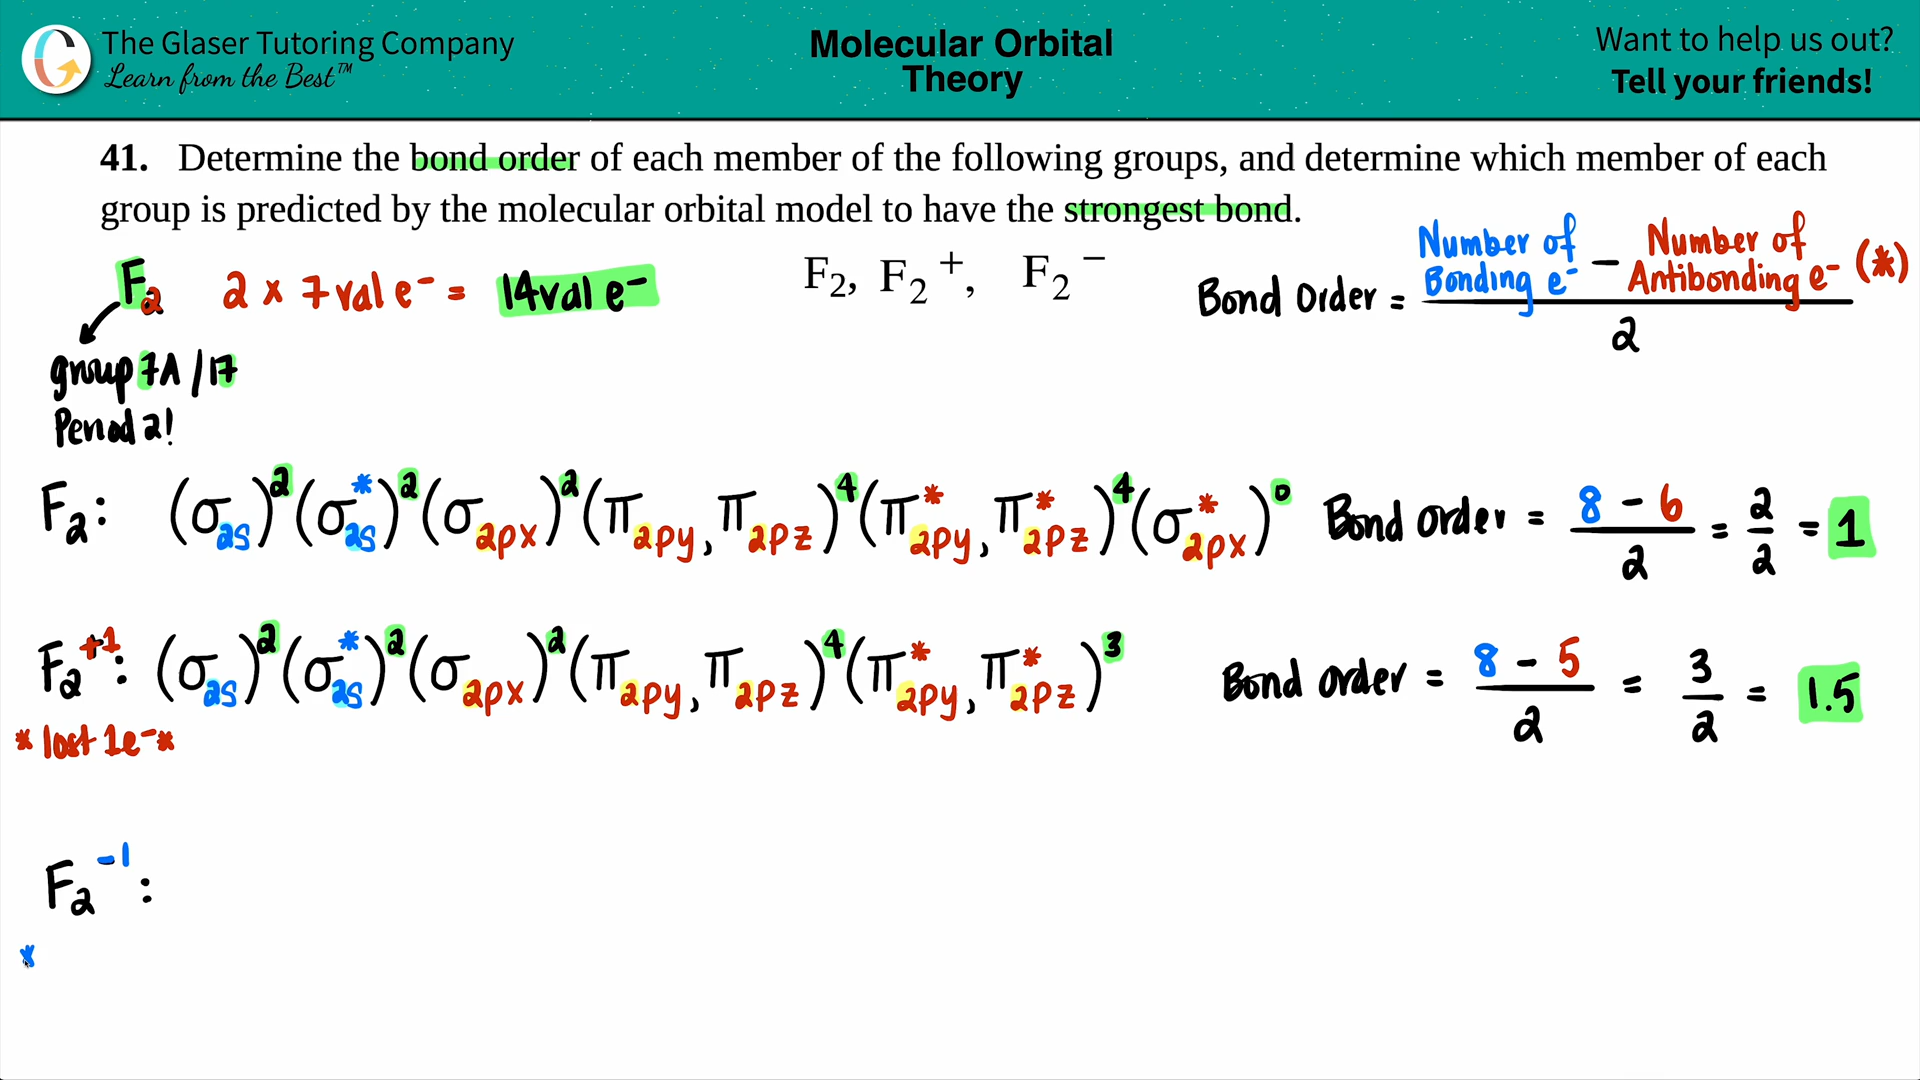 The Glaser Tutoring Company
Learn from the Best™
Molecular Orbital
Theory
Want to help us out?
Tell your friends!
41. Determine the bond order of each member of the following groups, and determine which member of each
group is predicted by the molecular orbital model to have the strongest bond.
F₂ 2 x 7 val e⁻ = 14 val e⁻
group 7A / 17
Period 2!
F₂, F₂⁺, F₂⁻
Bond Order = (Number of Bonding e⁻ − Number of Antibonding e⁻ (*)) / 2
F₂: (σ₂s)²(σ*₂s)²(σ₂px)²(π₂py, π₂pz)⁴(π*₂py, π*₂pz)⁴(σ*₂px)⁰ Bond order = (8 - 6)/2 = 2/2 = 1
F₂⁺¹: (σ₂s)²(σ*₂s)²(σ₂px)²(π₂py, π₂pz)⁴(π*₂py, π*₂pz)³ Bond order = (8 - 5)/2 = 3/2 = 1.5
* lost 1e⁻ *
F₂⁻¹:
*